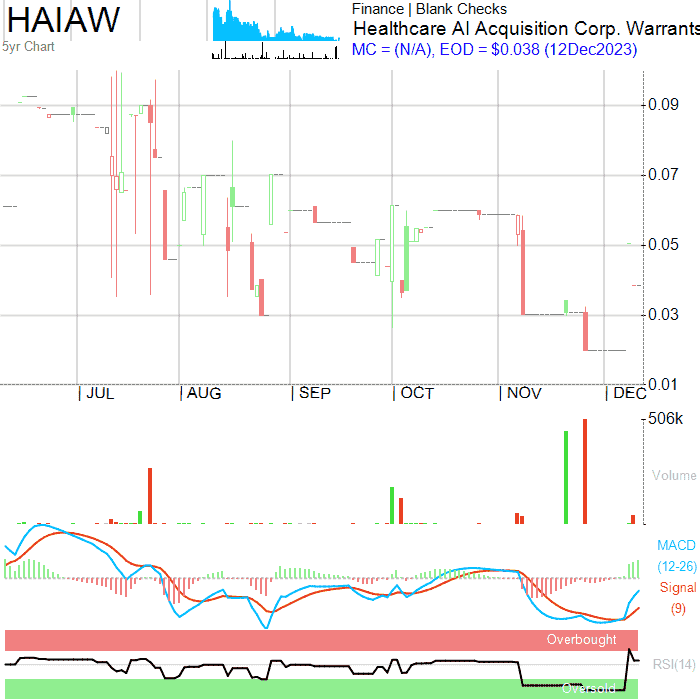 HAIAW
Finance | Blank Checks
Healthcare AI Acquisition Corp. Warrants
5yr Chart
MC = (N/A), EOD = $0.038 (12Dec2023)
0.09
0.07
0.05
0.03
0.01
| JUL | AUG | SEP | OCT | NOV | DEC
506k
Volume
MACD
(12-26)
Signal
(9)
Overbought
RSI(14)
Oversold